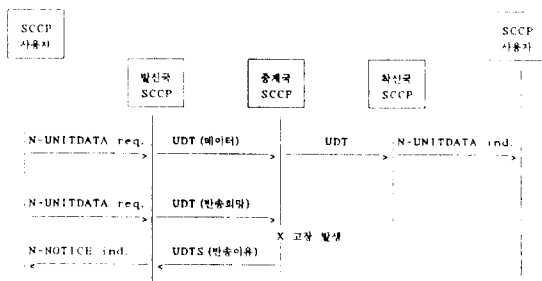 SCCP
사용자
SCCP
사용자
발신국
SCCP
중계국
SCCP
착신국
SCCP
N-UNITDATA req.
UDT (데이터)
UDT
N-UNITDATA ind.
N-UNITDATA req.
UDT (반송희망)
X 고장 발생
N-NOTICE ind.
UDTS (반송이유)